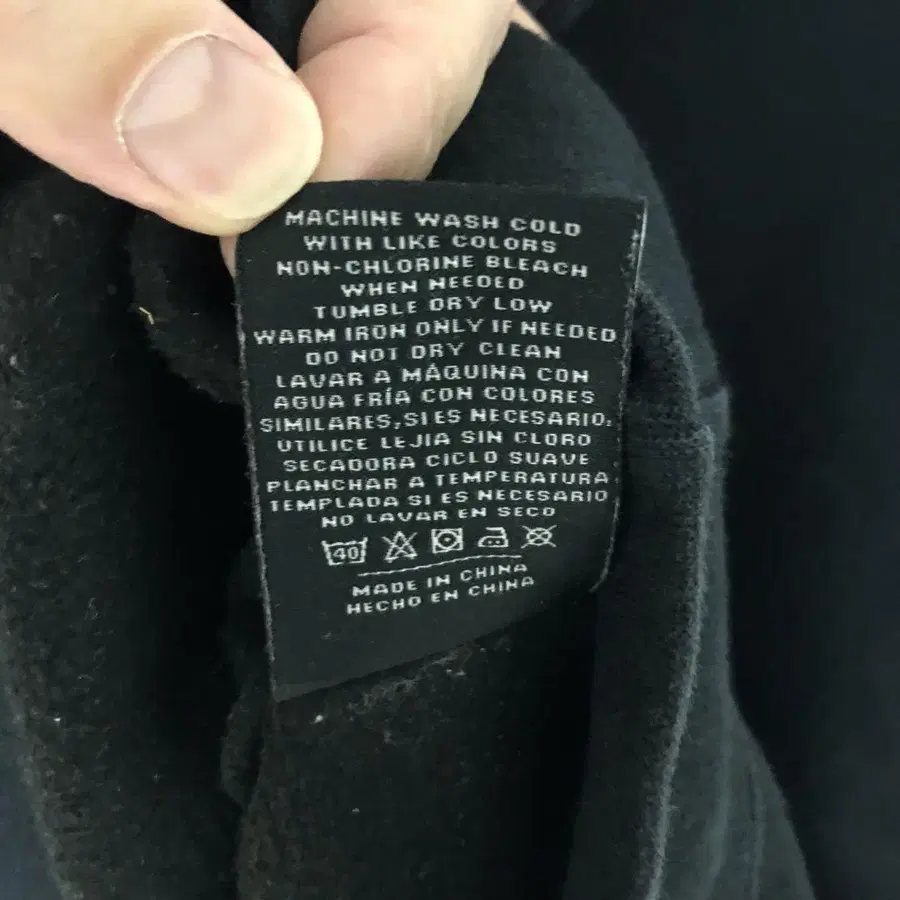 MACHINE WASH COLD
WITH LIKE COLORS
NON-CHLORINE BLEACH
WHEN NEEDED
TUMBLE DRY LOW
WARM IRON ONLY IF NEEDED
DO NOT DRY CLEAN
LAVAR A MÁQUINA CON
AGUA FRÍA CON COLORES
SIMILARES,SI ES NECESARIO,
UTILICE LEJIA SIN CLORO
SECADORA CICLO SUAVE
PLANCHAR A TEMPERATURA
TEMPLADA SI ES NECESARIO
NO LAVAR EN SECO
40
MADE IN CHINA
HECHO EN CHINA